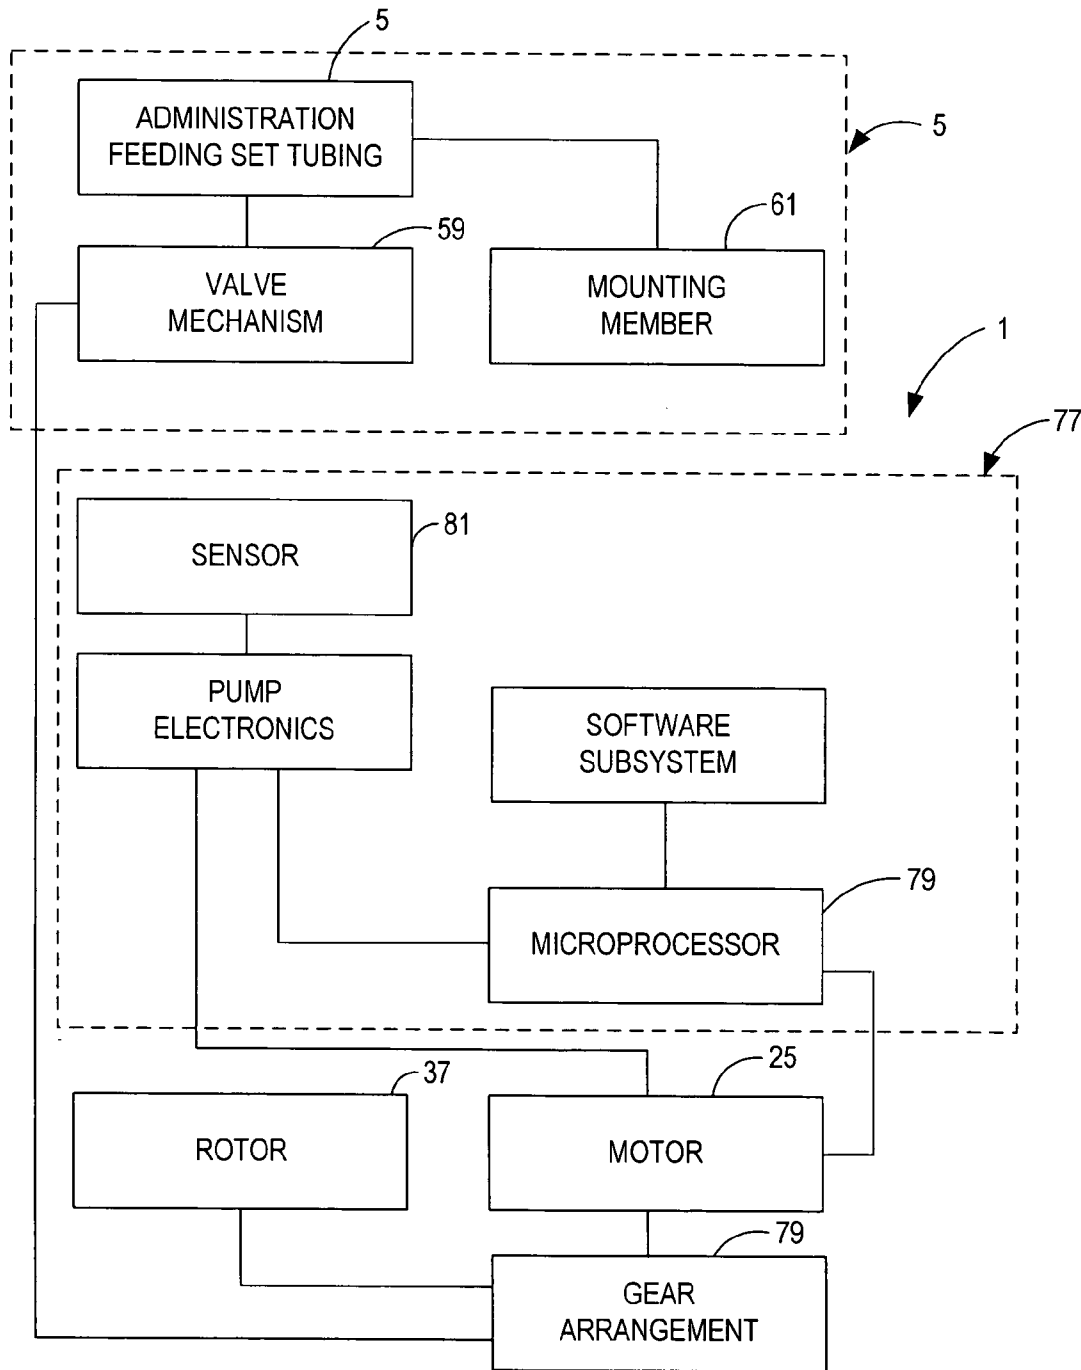 5
ADMINISTRATION
FEEDING SET TUBING
5
59
61
VALVE
MECHANISM
MOUNTING
MEMBER
1
77
SENSOR
81
PUMP
ELECTRONICS
SOFTWARE
SUBSYSTEM
79
MICROPROCESSOR
37
25
ROTOR
MOTOR
79
GEAR
ARRANGEMENT